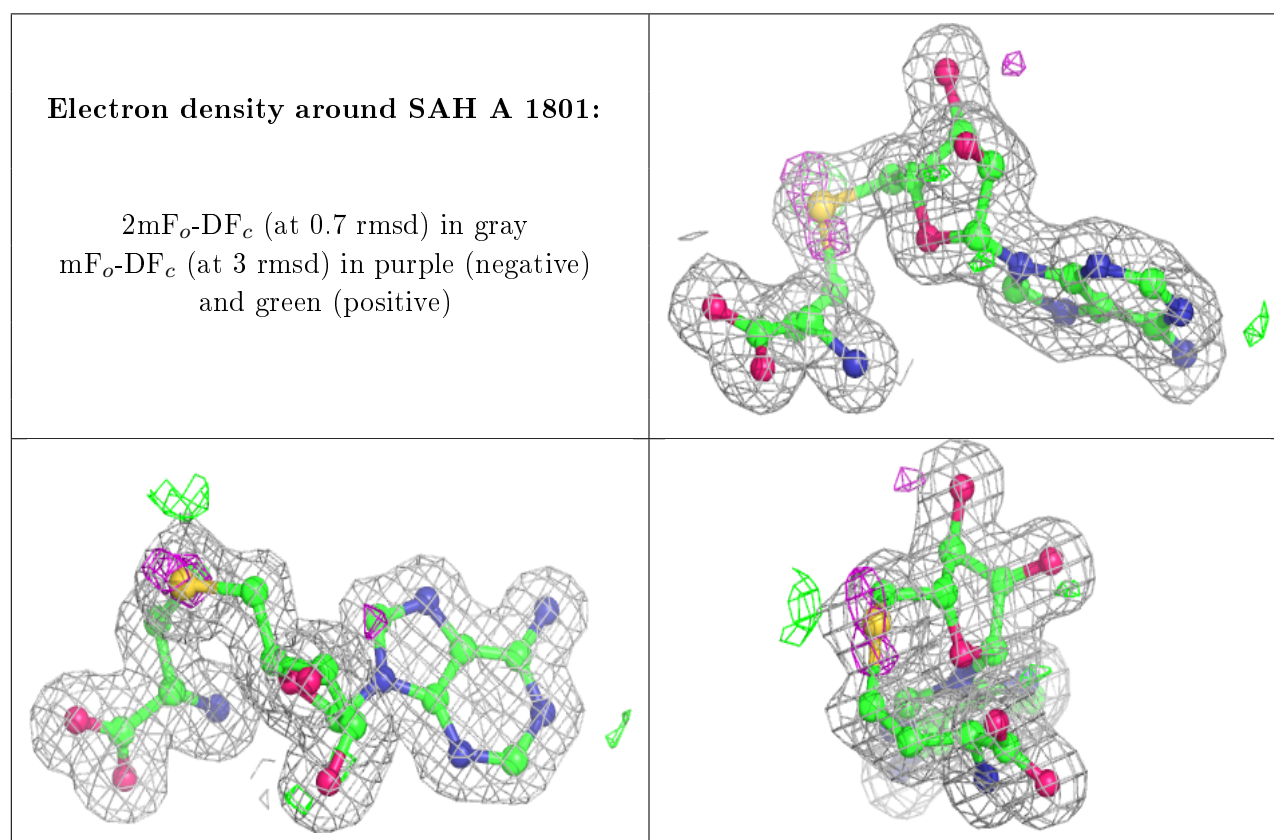 Electron density around SAH A 1801:
2mFo-DFc (at 0.7 rmsd) in gray
mFo-DFc (at 3 rmsd) in purple (negative)
and green (positive)